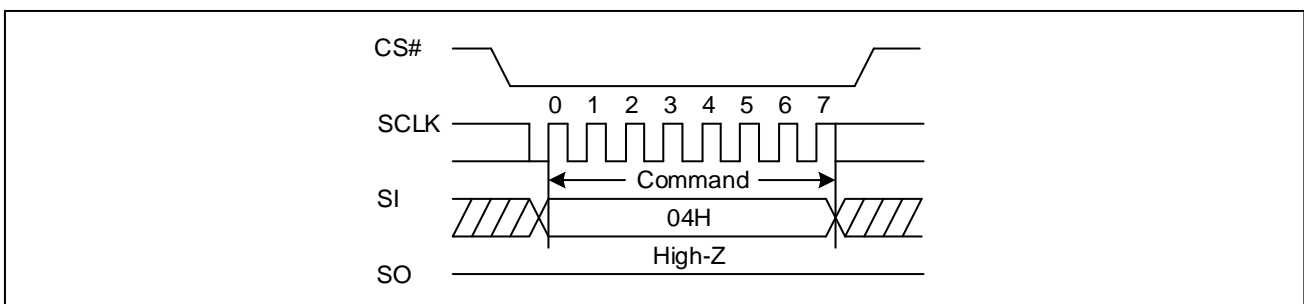 CS#
0 1 2 3 4 5 6 7
SCLK
Command
SI
04H
High-Z
SO